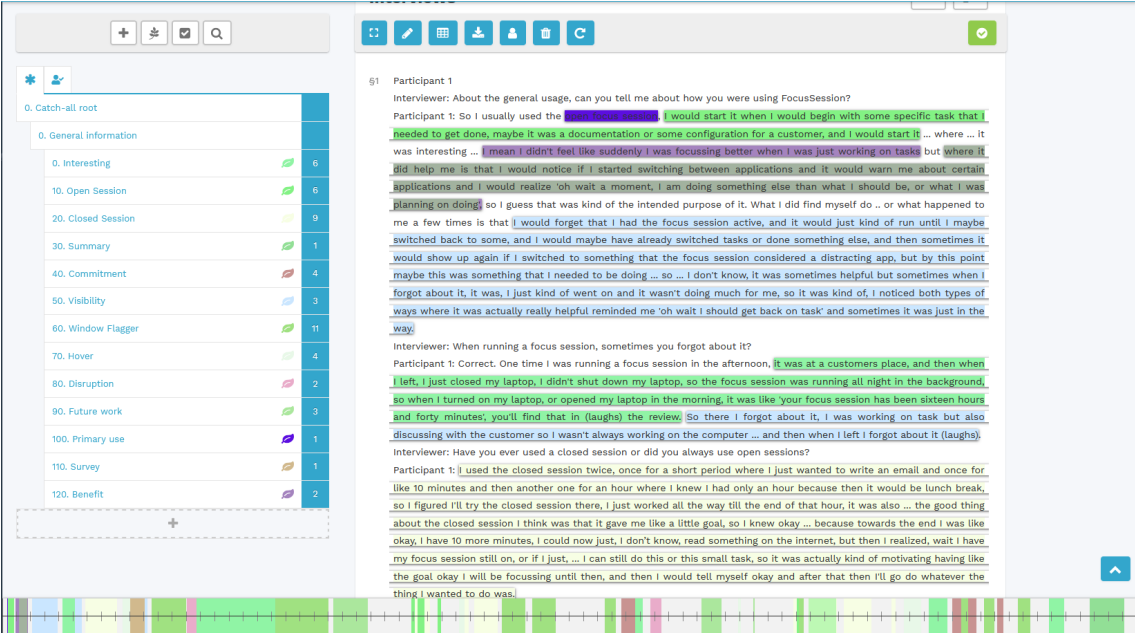 0. Catch-all root
0. General information
0. Interesting 6
10. Open Session 6
20. Closed Session 9
30. Summary 1
40. Commitment 4
50. Visibility 3
60. Window Flagger 11
70. Hover 4
80. Disruption 2
90. Future work 3
100. Primary use 1
110. Survey 1
120. Benefit 2
§1 Participant 1
Interviewer: About the general usage, can you tell me about how you were using FocusSession?
Participant 1: So I usually used the open focus session, I would start it when I would begin with some specific task that I
needed to get done, maybe it was a documentation or some configuration for a customer, and I would start it ... where ... it
was interesting ... I mean I didn't feel like suddenly I was focussing better when I was just working on tasks but where it
did help me is that I would notice if I started switching between applications and it would warn me about certain
applications and I would realize 'oh wait a moment, I am doing something else than what I should be, or what I was
planning on doing', so I guess that was kind of the intended purpose of it. What I did find myself do .. or what happened to
me a few times is that I would forget that I had the focus session active, and it would just kind of run until I maybe
switched back to some, and I would maybe have already switched tasks or done something else, and then sometimes it
would show up again if I switched to something that the focus session considered a distracting app, but by this point
maybe this was something that I needed to be doing ... so ... I don't know, it was sometimes helpful but sometimes when I
forgot about it, it was, I just kind of went on and it wasn't doing much for me, so it was kind of, I noticed both types of
ways where it was actually really helpful reminded me 'oh wait I should get back on task' and sometimes it was just in the
way.
Interviewer: When running a focus session, sometimes you forgot about it?
Participant 1: Correct. One time I was running a focus session in the afternoon, it was at a customers place, and then when
I left, I just closed my laptop, I didn't shut down my laptop, so the focus session was running all night in the background,
so when I turned on my laptop, or opened my laptop in the morning, it was like 'your focus session has been sixteen hours
and forty minutes', you'll find that in (laughs) the review. So there I forgot about it, I was working on task but also
discussing with the customer so I wasn't always working on the computer ... and then when I left I forgot about it (laughs).
Interviewer: Have you ever used a closed session or did you always use open sessions?
Participant 1: I used the closed session twice, once for a short period where I just wanted to write an email and once for
like 10 minutes and then another one for an hour where I knew I had only an hour because then it would be lunch break,
so I figured I'll try the closed session there, I just worked all the way till the end of that hour, it was also ... the good thing
about the closed session I think was that it gave me like a little goal, so I knew okay ... because towards the end I was like
okay, I have 10 more minutes, I could now just, I don't know, read something on the internet, but then I realized, wait I have
my focus session still on, or if I just, ... I can still do this or this small task, so it was actually kind of motivating having like
the goal okay I will be focussing until then, and then I would tell myself okay and after that then I'll go do whatever the
thing I wanted to do was.